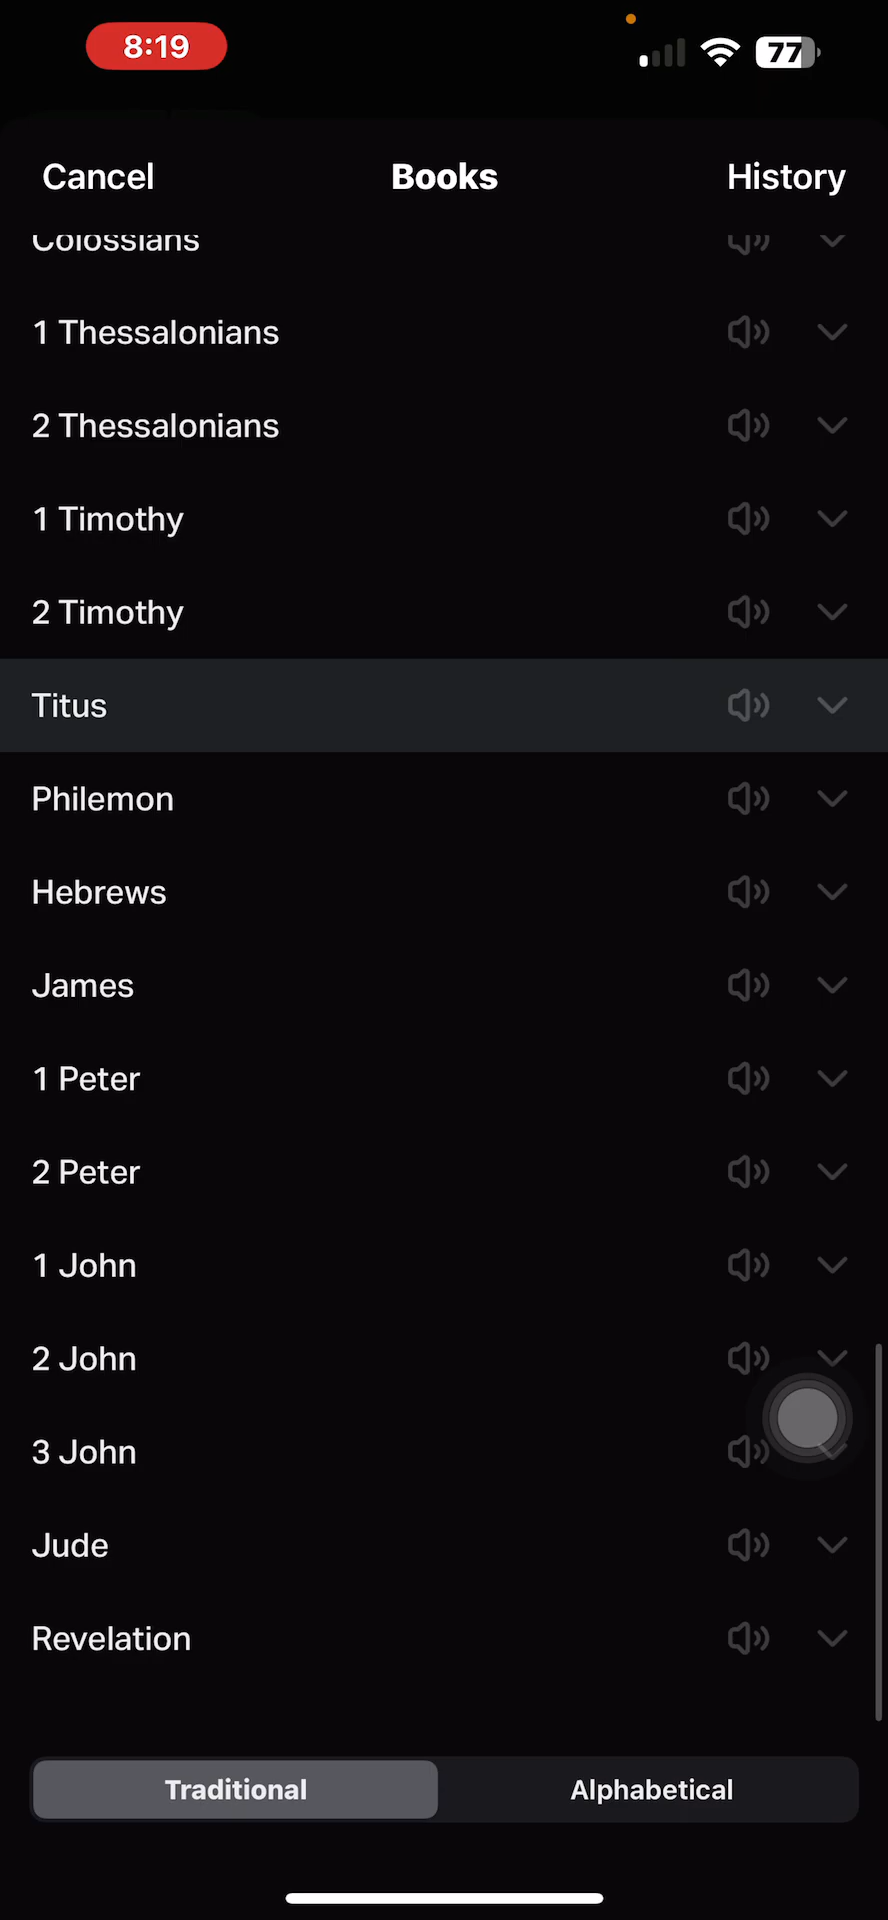 8:19
77
Cancel
Books
History
Colossians
1 Thessalonians
2 Thessalonians
1 Timothy
2 Timothy
Titus
Philemon
Hebrews
James
1 Peter
2 Peter
1 John
2 John
3 John
Jude
Revelation
Traditional
Alphabetical